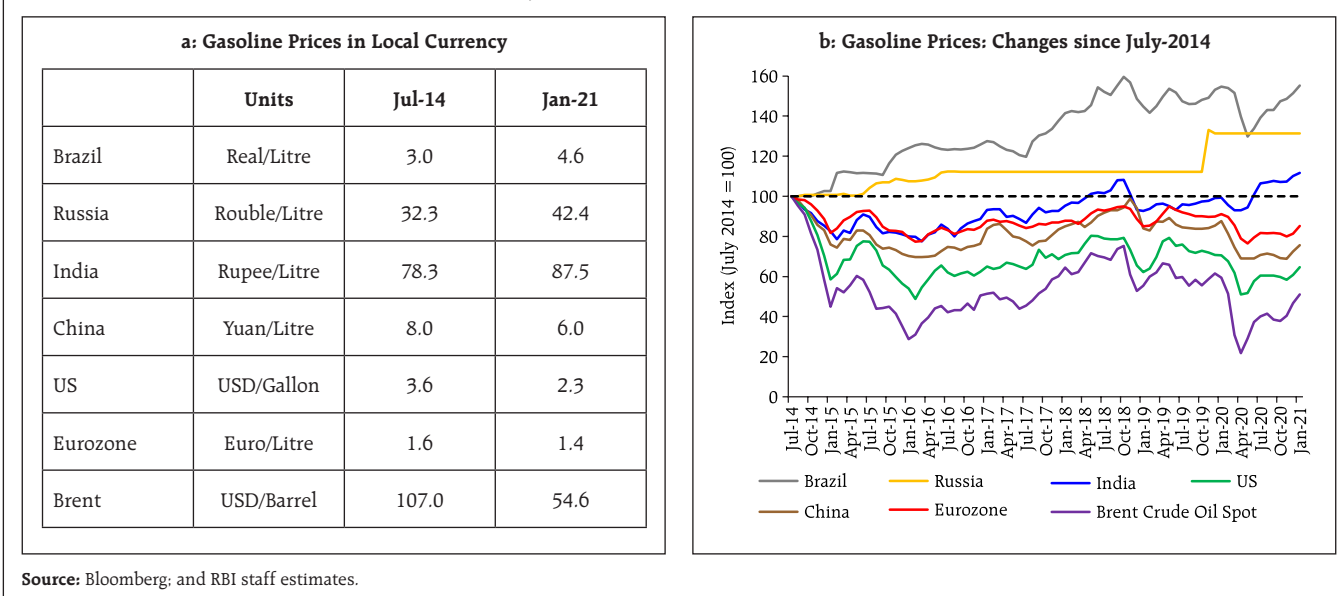 a: Gasoline Prices in Local Currency
Units Jul-14 Jan-21
Brazil Real/Litre 3.0 4.6
Russia Rouble/Litre 32.3 42.4
India Rupee/Litre 78.3 87.5
China Yuan/Litre 8.0 6.0
US USD/Gallon 3.6 2.3
Eurozone Euro/Litre 1.6 1.4
Brent USD/Barrel 107.0 54.6
b: Gasoline Prices: Changes since July-2014
Index (July 2014 = 100)
160
140
120
100
80
60
40
20
0
Jul-14 Oct-14 Jan-15 Apr-15 Jul-15 Oct-15 Jan-16 Apr-16 Jul-16 Oct-16 Jan-17 Apr-17 Jul-17 Oct-17 Jan-18 Apr-18 Jul-18 Oct-18 Jan-19 Apr-19 Jul-19 Oct-19 Jan-20 Apr-20 Jul-20 Oct-20 Jan-21
Brazil Russia India US
China Eurozone Brent Crude Oil Spot
Source: Bloomberg; and RBI staff estimates.